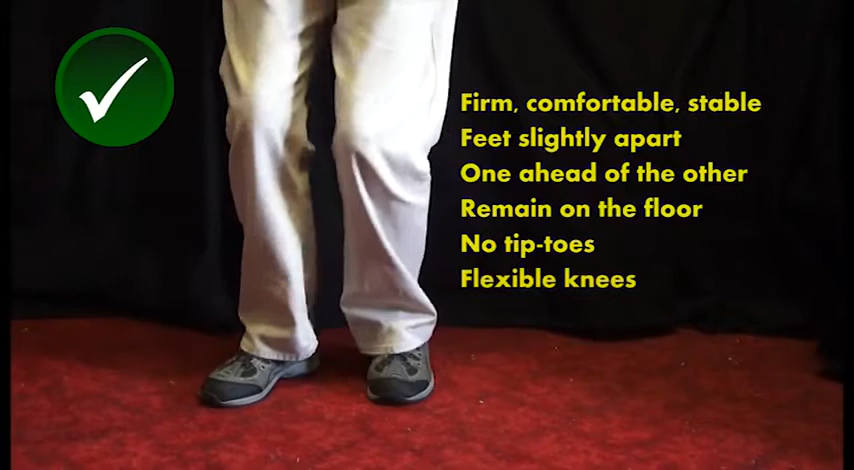 Firm, comfortable, stable
Feet slightly apart
One ahead of the other
Remain on the floor
No tip-toes
Flexible knees